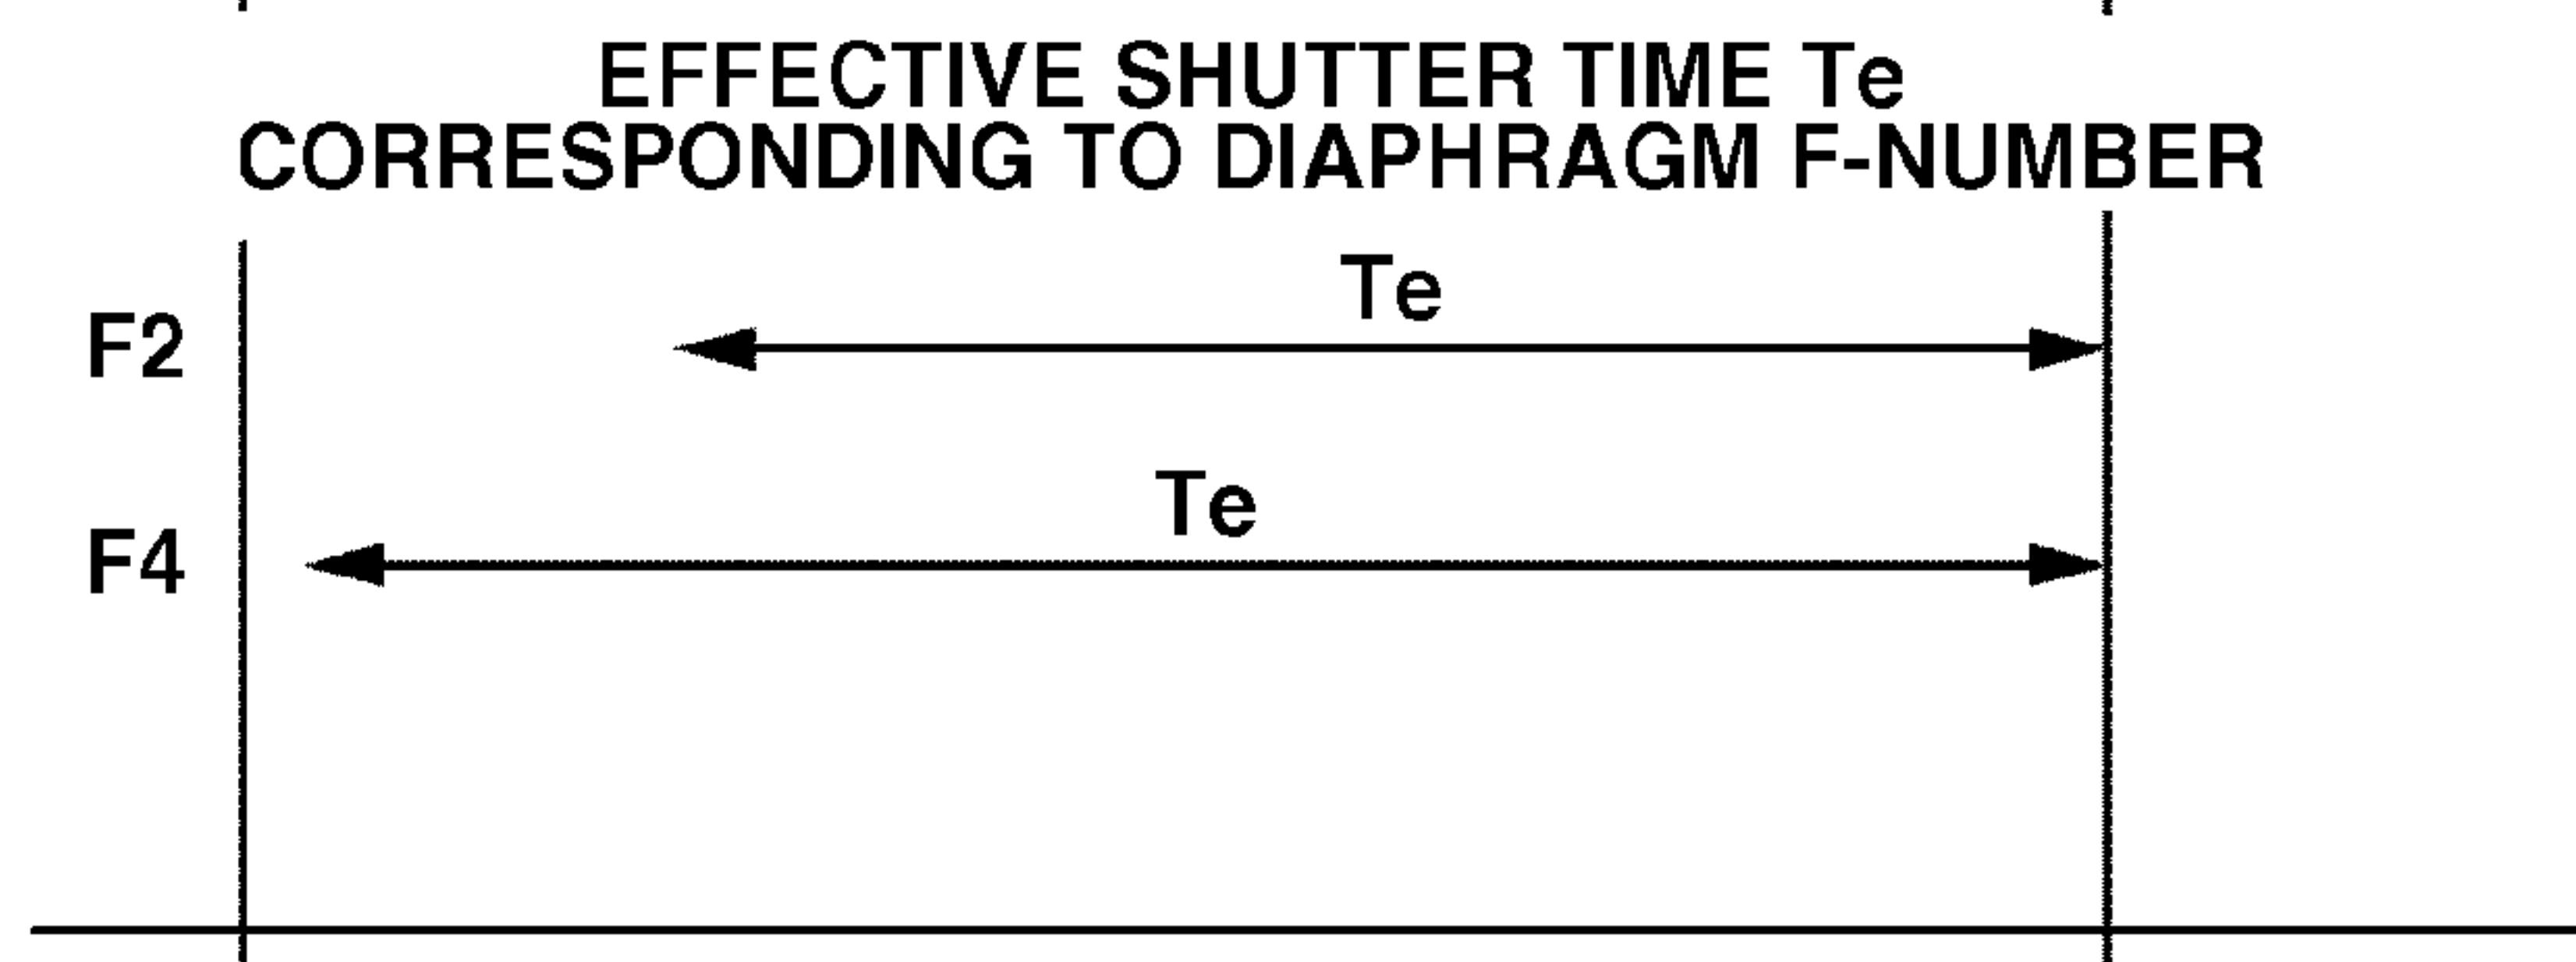 EFFECTIVE SHUTTER TIME Te
CORRESPONDING TO DIAPHRAGM F-NUMBER
Te
F2
Te
F4